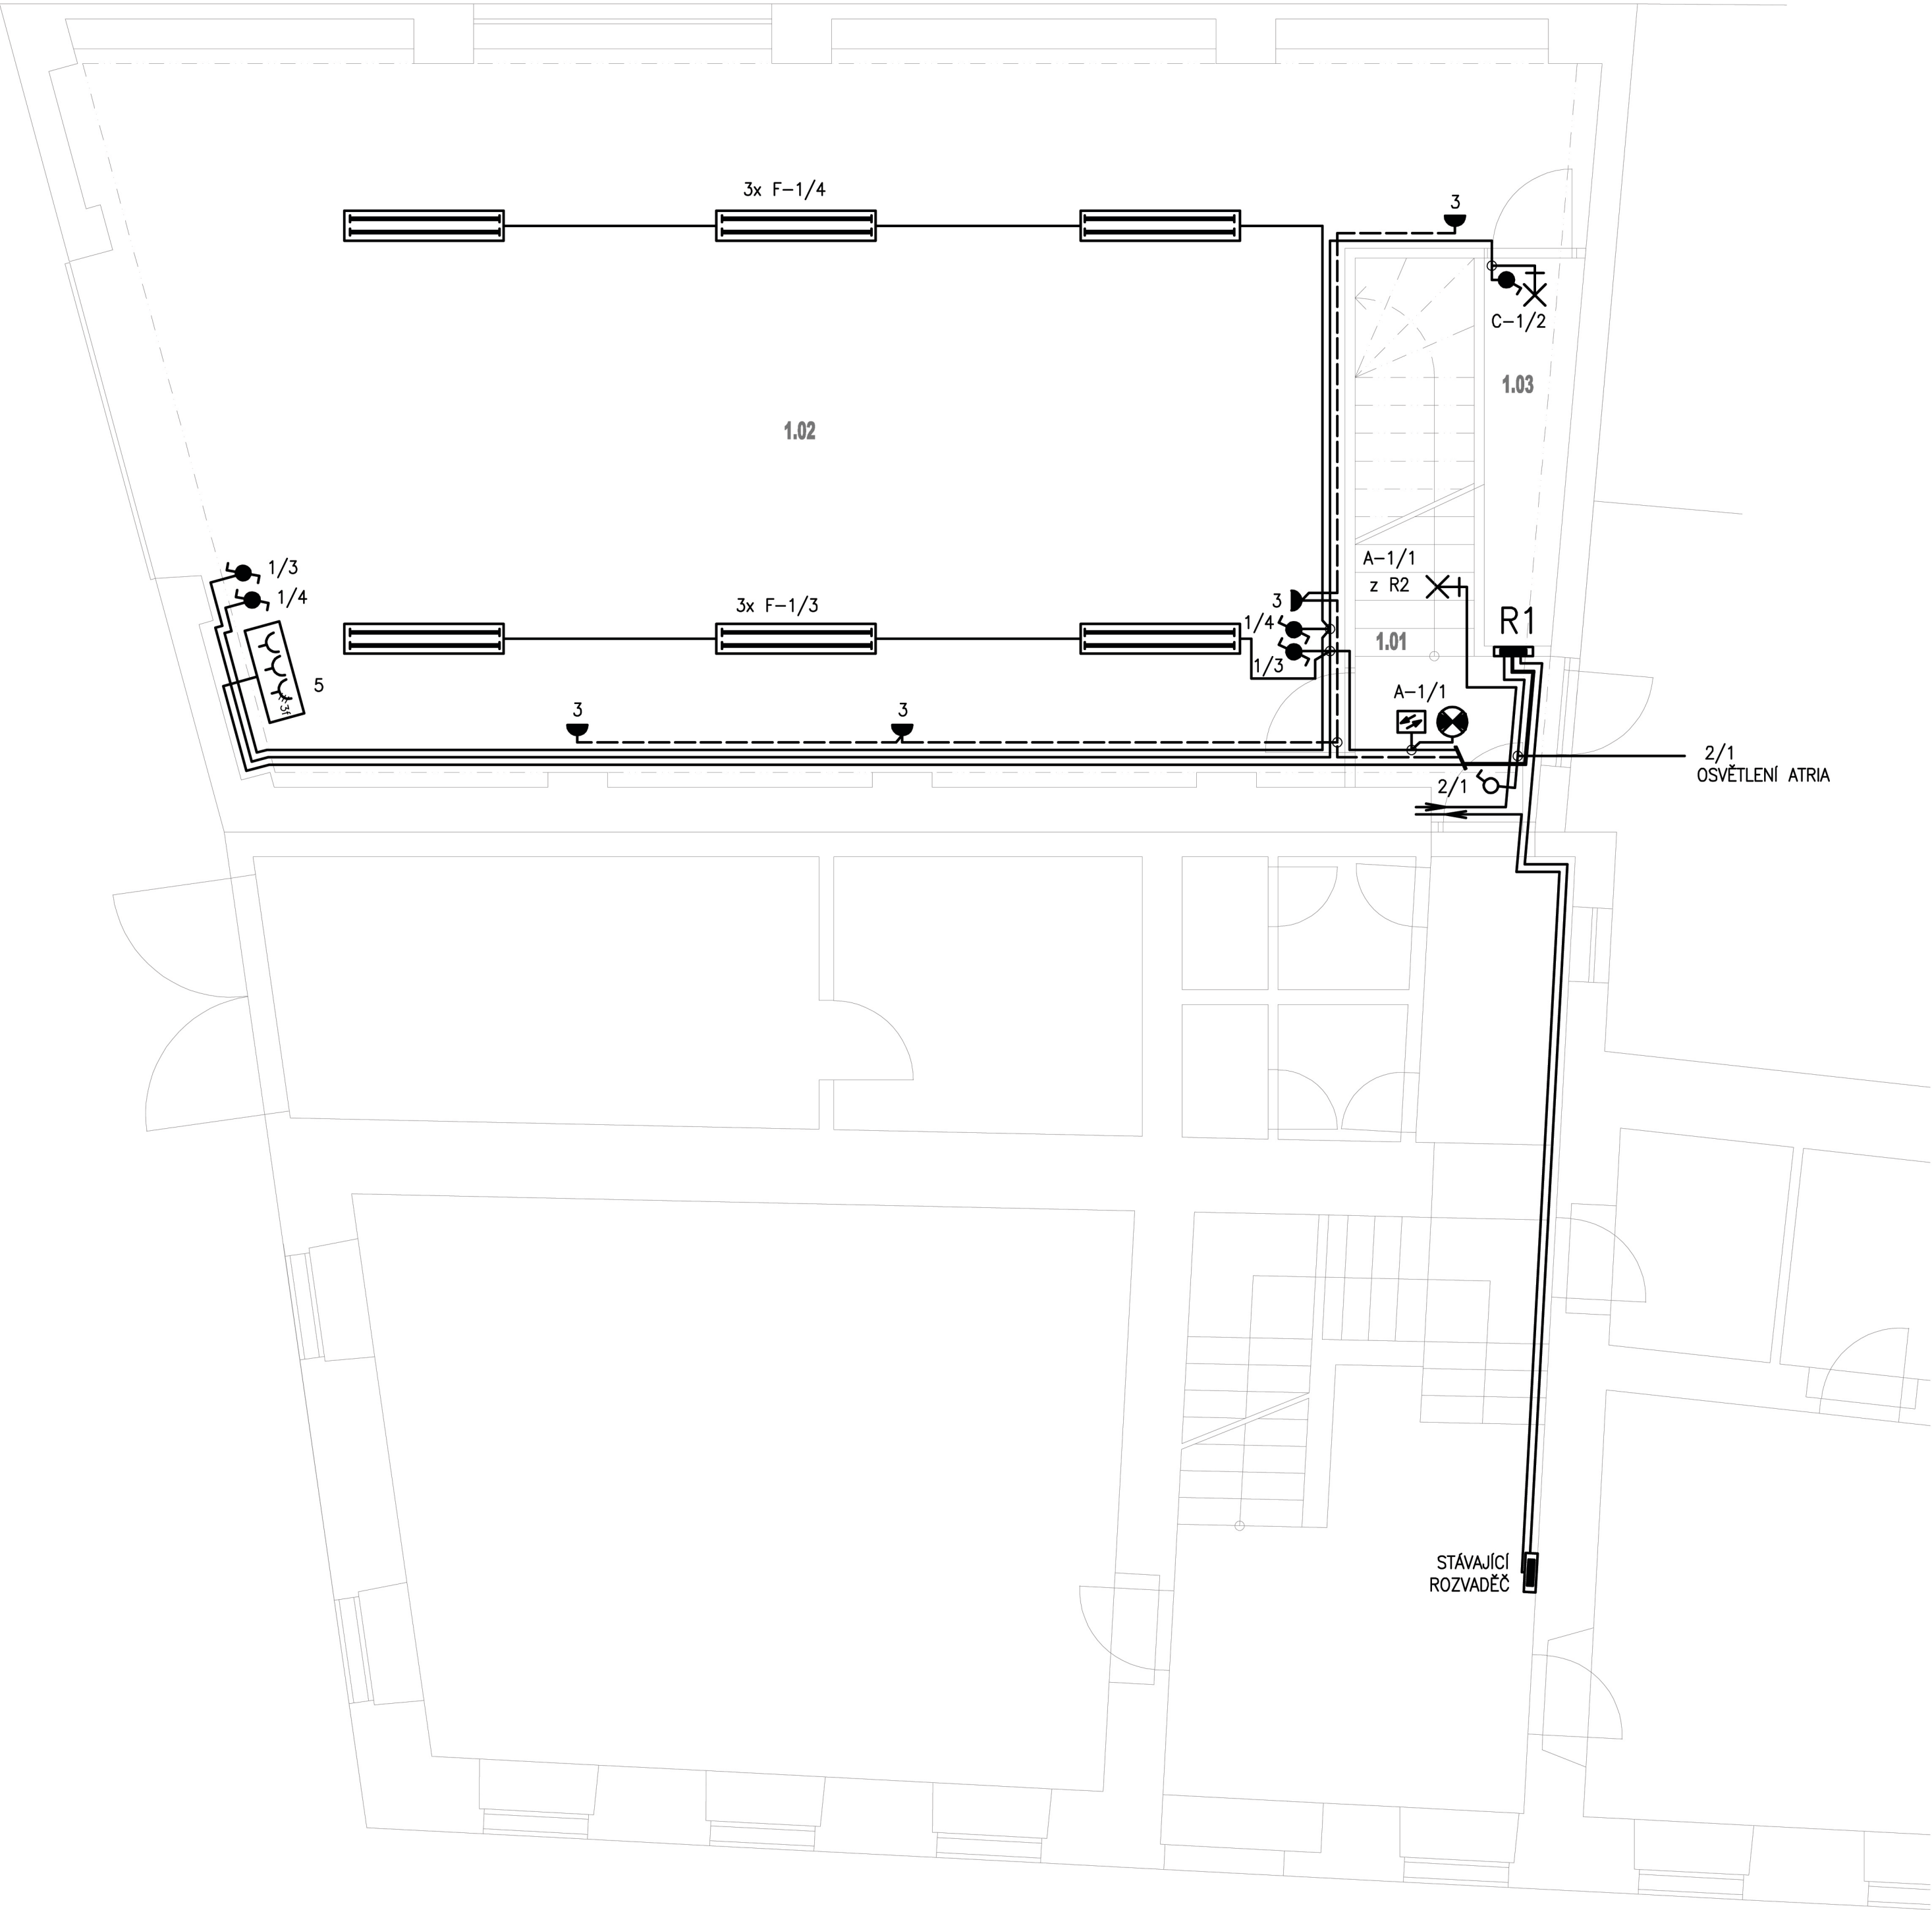 3x F-1/4
3
C-1/2
1.03
1.02
1/3
1/4
A-1/1
z R2
3x F-1/3
3
1/4
1/3
R1
1.01
5
3f
3
3
A-1/1
2/1
OSVĚTLENÍ ATRIA
2/1
STÁVAJÍCÍ
ROZVADĚČ